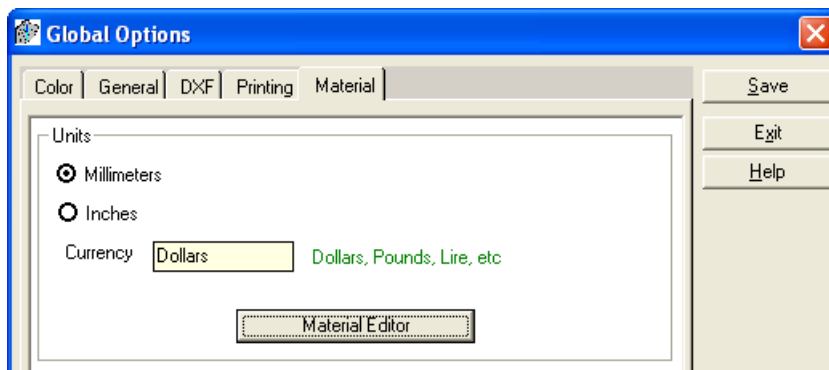 Global Options
Color General DXF Printing Material
Save
Units
Exit
Millimeters
Help
Inches
Currency Dollars Dollars, Pounds, Lire, etc
Material Editor